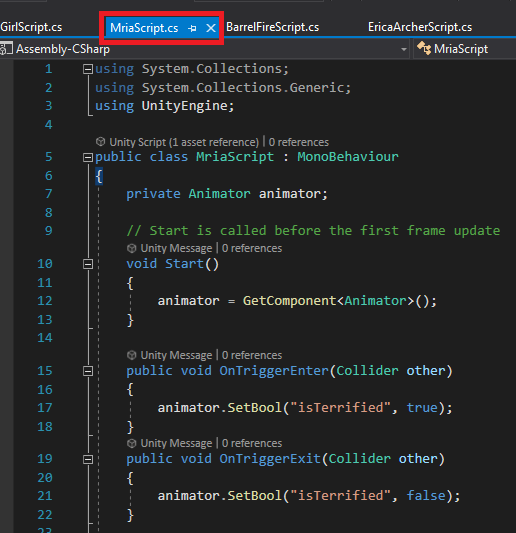 GirlScript.cs MriaScript.cs BarrelFireScript.cs EricaArcherScript.cs
Assembly-CSharp MriaScript
1 using System.Collections;
2 using System.Collections.Generic;
3 using UnityEngine;
4
Unity Script (1 asset reference) | 0 references
5 public class MriaScript : MonoBehaviour
6 {
7 private Animator animator;
8
9 // Start is called before the first frame update
Unity Message | 0 references
10 void Start()
11 {
12 animator = GetComponent<Animator>();
13 }
14
Unity Message | 0 references
15 public void OnTriggerEnter(Collider other)
16 {
17 animator.SetBool("isTerrified", true);
18 }
Unity Message | 0 references
19 public void OnTriggerExit(Collider other)
20 {
21 animator.SetBool("isTerrified", false);
22 }
23